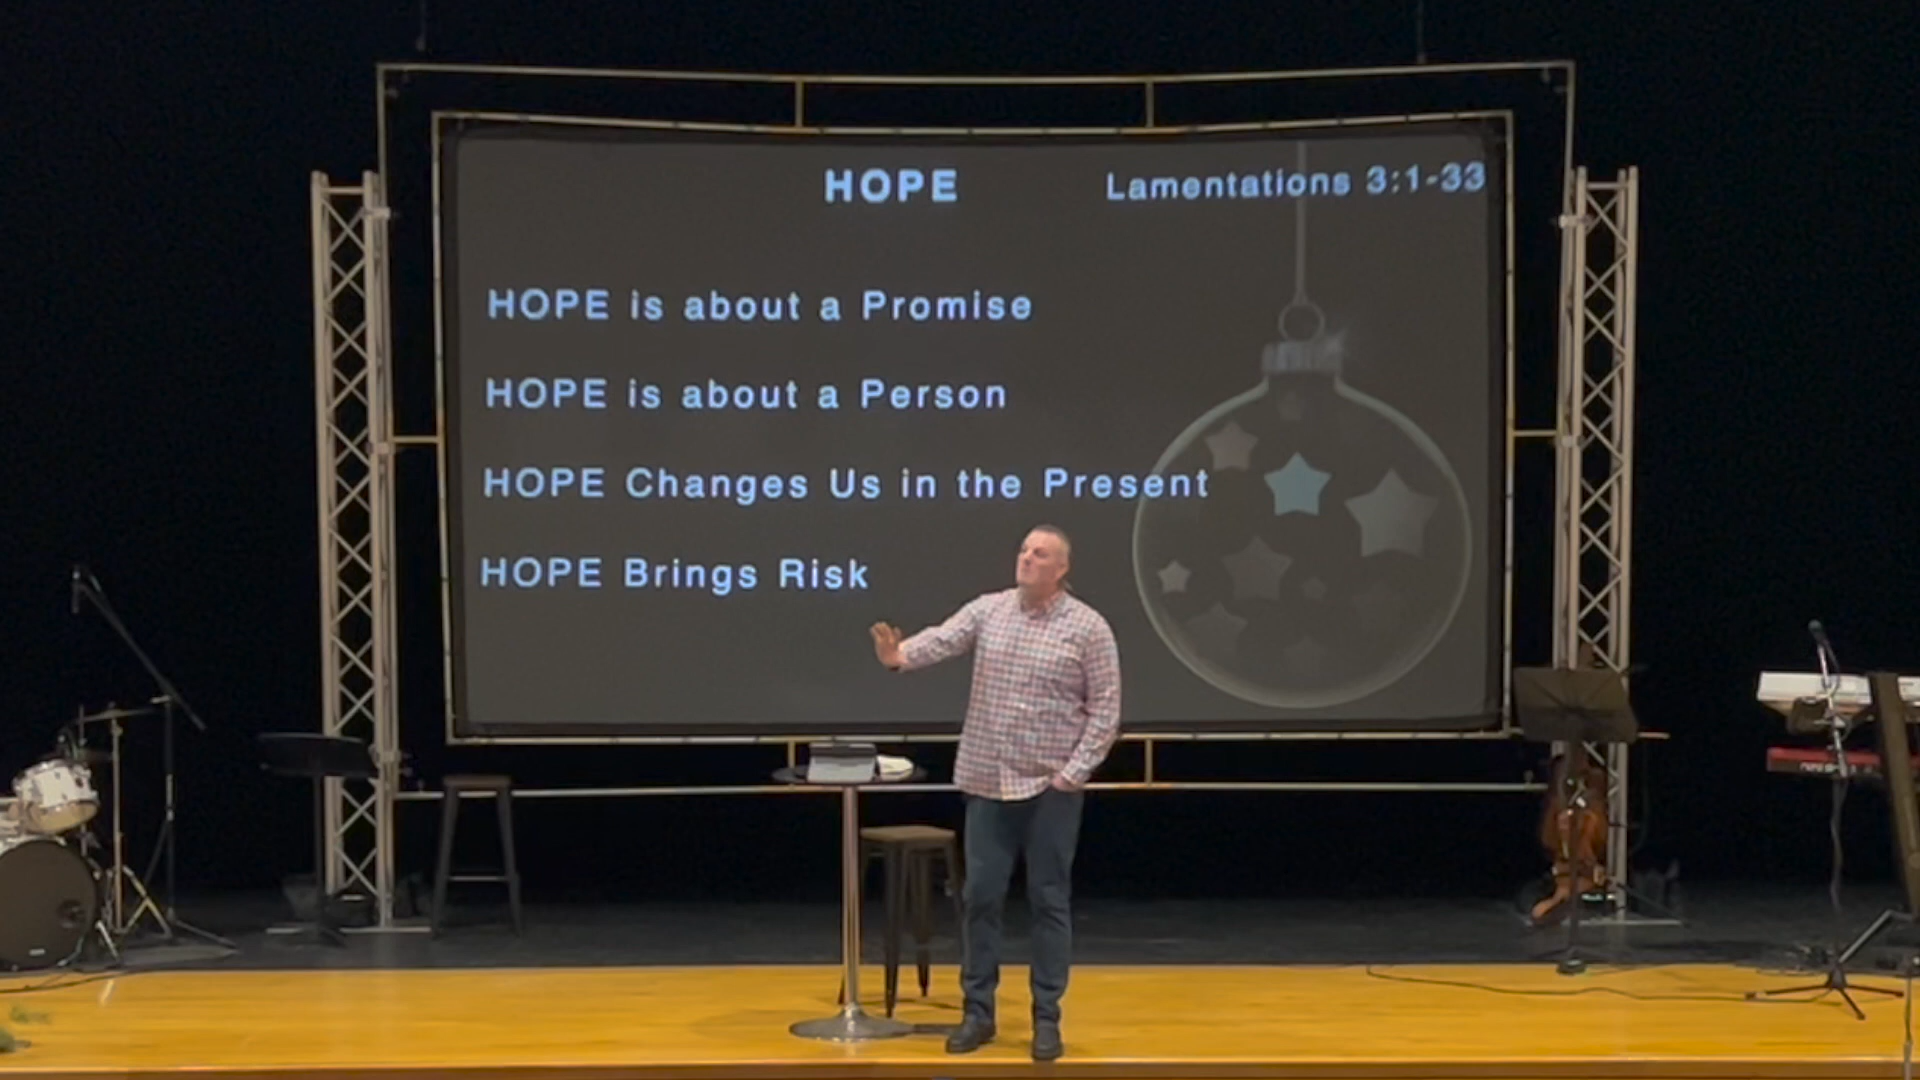 HOPE
Lamentations 3:1-33
HOPE is about a Promise
HOPE is about a Person
HOPE Changes Us in the Present
HOPE Brings Risk